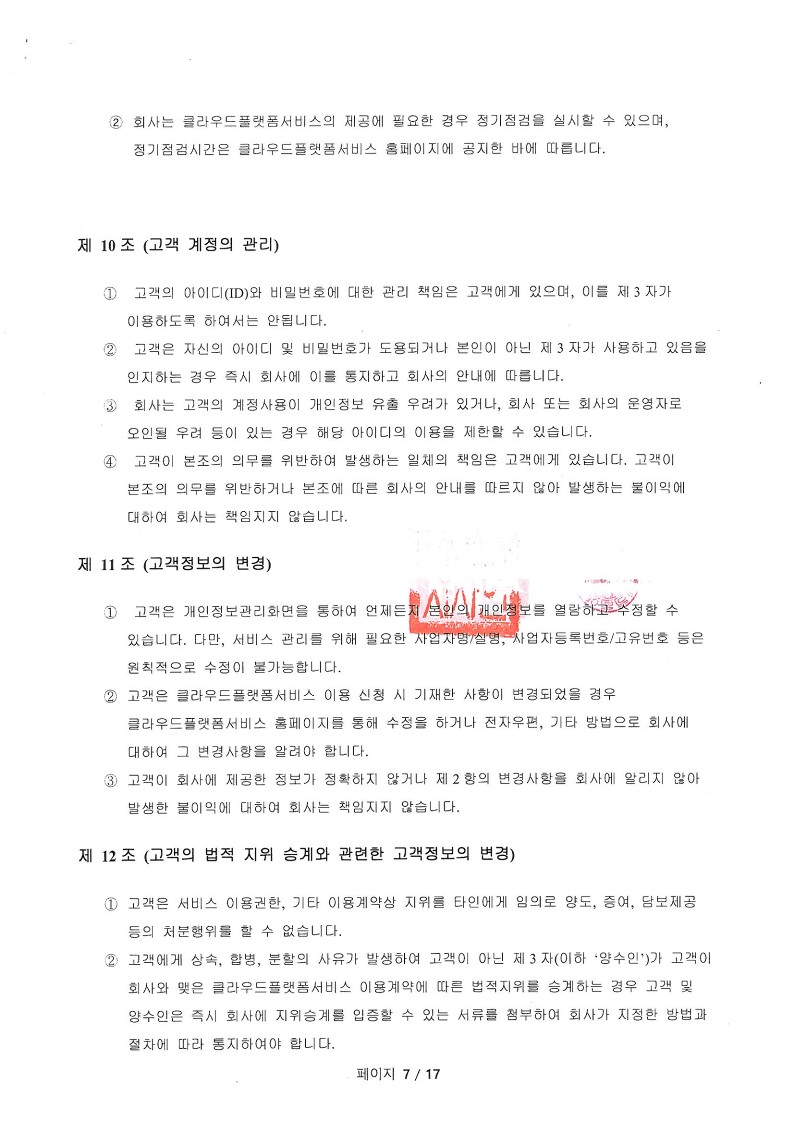 ② 회사는 클라우드플랫폼서비스의 제공에 필요한 경우 정기점검을 실시할 수 있으며,
정기점검시간은 클라우드플랫폼서비스 홈페이지에 공지한 바에 따릅니다.
제 10 조 (고객 계정의 관리)
① 고객의 아이디(ID)와 비밀번호에 대한 관리 책임은 고객에게 있으며, 이를 제 3 자가
이용하도록 하여서는 안됩니다.
② 고객은 자신의 아이디 및 비밀번호가 도용되거나 본인이 아닌 제 3 자가 사용하고 있음을
인지하는 경우 즉시 회사에 이를 통지하고 회사의 안내에 따릅니다.
③ 회사는 고객의 계정사용이 개인정보 유출 우려가 있거나, 회사 또는 회사의 운영자로
오인될 우려 등이 있는 경우 해당 아이디의 이용을 제한할 수 있습니다.
④ 고객이 본조의 의무를 위반하여 발생하는 일체의 책임은 고객에게 있습니다. 고객이
본조의 의무를 위반하거나 본조에 따른 회사의 안내를 따르지 않아 발생하는 불이익에
대하여 회사는 책임지지 않습니다.
제 11 조 (고객정보의 변경)
① 고객은 개인정보관리화면을 통하여 언제든지 본인의 개인정보를 열람하고 수정할 수
있습니다. 다만, 서비스 관리를 위해 필요한 사업자명/실명, 사업자등록번호/고유번호 등은
원칙적으로 수정이 불가능합니다.
② 고객은 클라우드플랫폼서비스 이용 신청 시 기재한 사항이 변경되었을 경우
클라우드플랫폼서비스 홈페이지를 통해 수정을 하거나 전자우편, 기타 방법으로 회사에
대하여 그 변경사항을 알려야 합니다.
③ 고객이 회사에 제공한 정보가 정확하지 않거나 제 2 항의 변경사항을 회사에 알리지 않아
발생한 불이익에 대하여 회사는 책임지지 않습니다.
제 12 조 (고객의 법적 지위 승계와 관련한 고객정보의 변경)
① 고객은 서비스 이용권한, 기타 이용계약상 지위를 타인에게 임의로 양도, 증여, 담보제공
등의 처분행위를 할 수 없습니다.
② 고객에게 상속, 합병, 분할의 사유가 발생하여 고객이 아닌 제 3 자(이하 ‘양수인’)가 고객이
회사와 맺은 클라우드플랫폼서비스 이용계약에 따른 법적지위를 승계하는 경우 고객 및
양수인은 즉시 회사에 지위승계를 입증할 수 있는 서류를 첨부하여 회사가 지정한 방법과
절차에 따라 통지하여야 합니다.
페이지 7 / 17